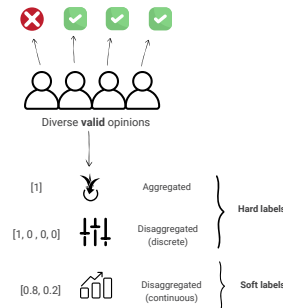 Diverse valid opinions
[1]
Aggregated
Hard labels
[1, 0 , 0, 0]
Disaggregated
(discrete)
[0.8, 0.2]
Disaggregated
(continuous)
Soft labels